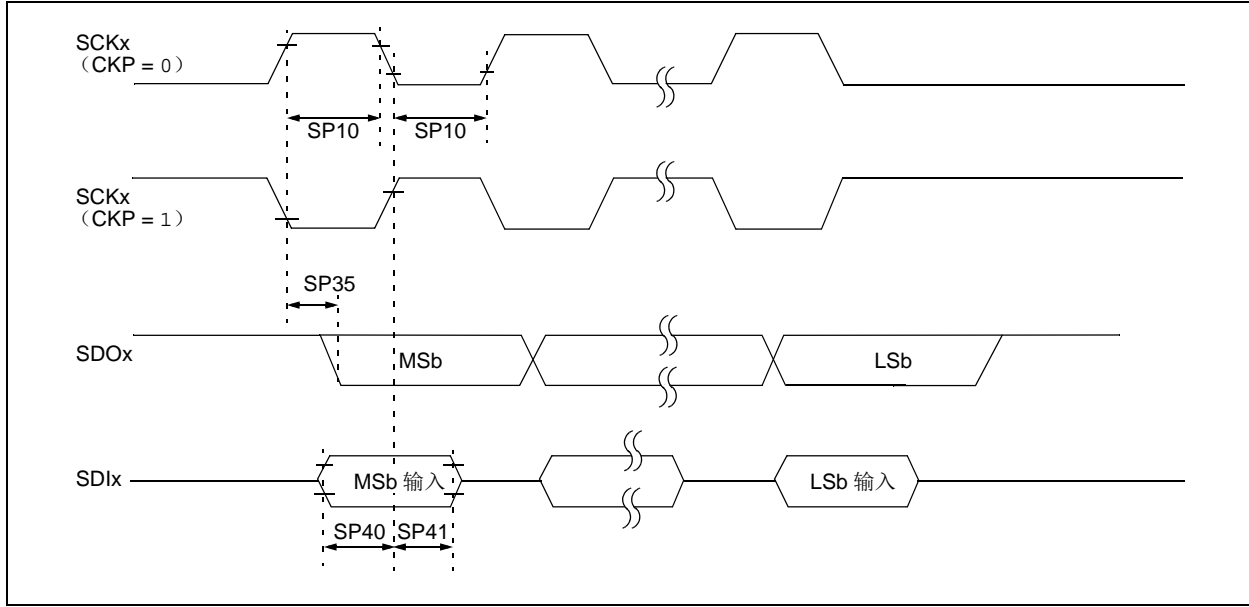 SCKx
（CKP = 0）
SP10
SP10
SCKx
（CKP = 1）
SP35
SDOx
MSb
LSb
SDIx
MSb 输入
LSb 输入
SP40
SP41